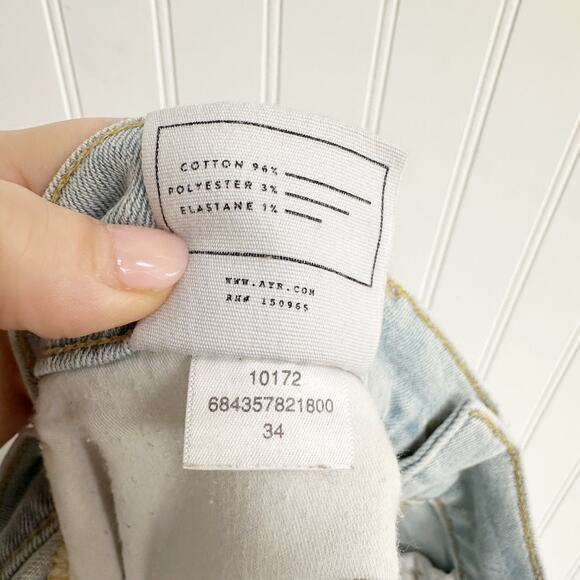 COTTON 96%
POLYESTER 3%
ELASTANE 1%
WWW.AYR.COM
RN# 150965
10172
684357821800
34